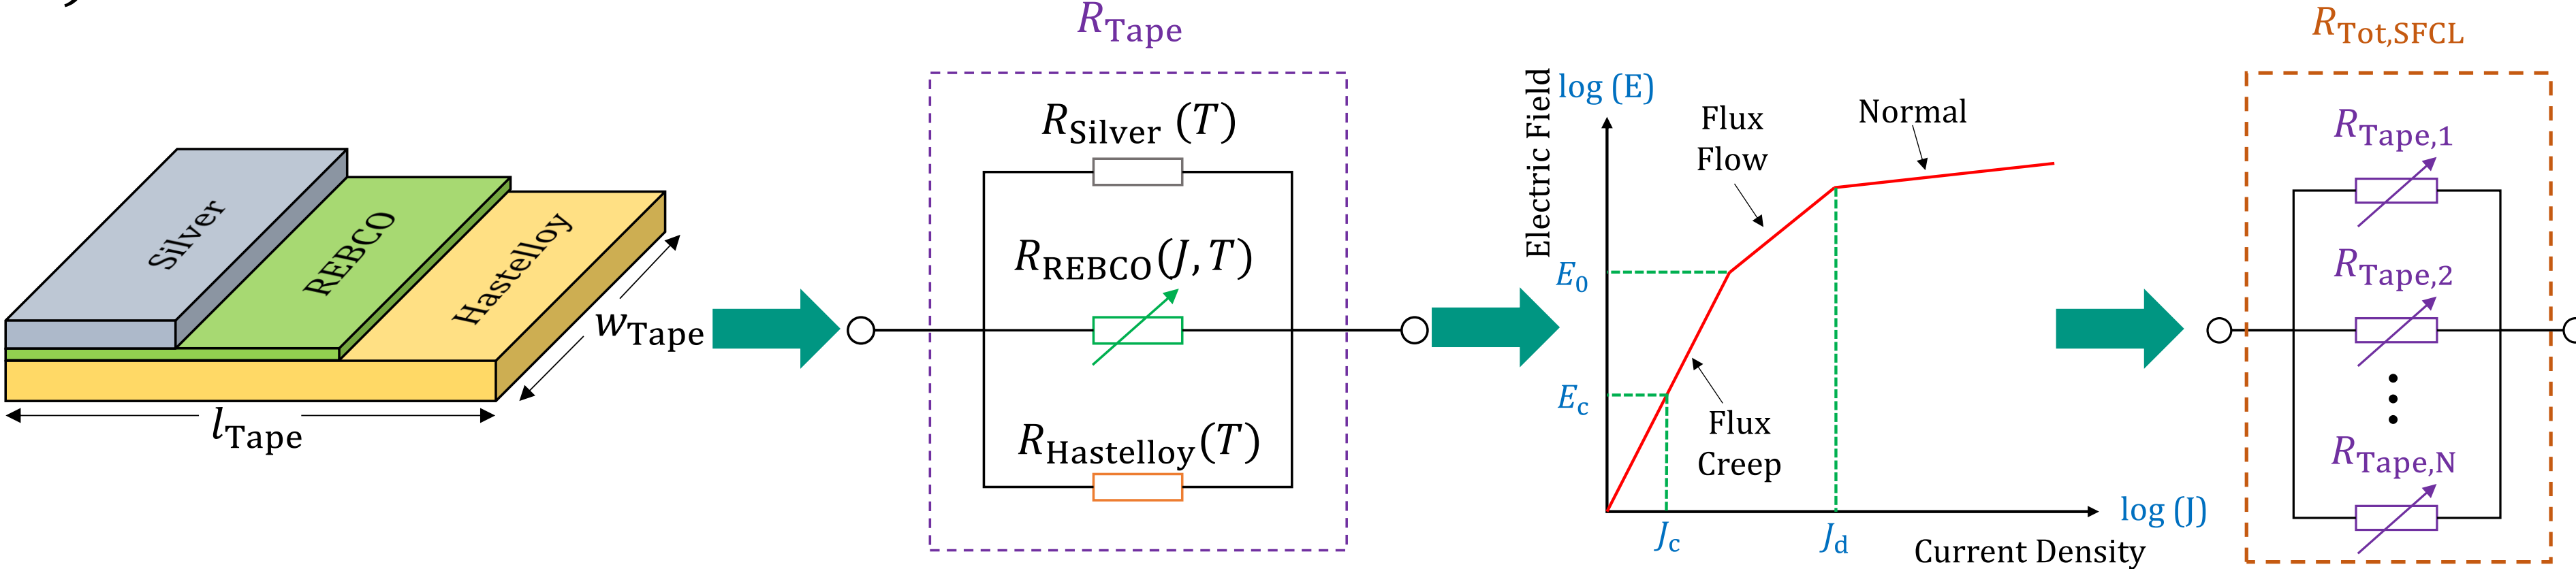 Silver
REBCO
Hastelloy
w_Tape
l_Tape
R_Tape
R_Silver (T)
R_REBCO(J, T)
R_Hastelloy(T)
Electric Field
log (E)
Flux
Flow
Normal
E_0
E_c
Flux
Creep
J_c
J_d
log (J)
Current Density
R_Tot,SFCL
R_Tape,1
R_Tape,2
R_Tape,N